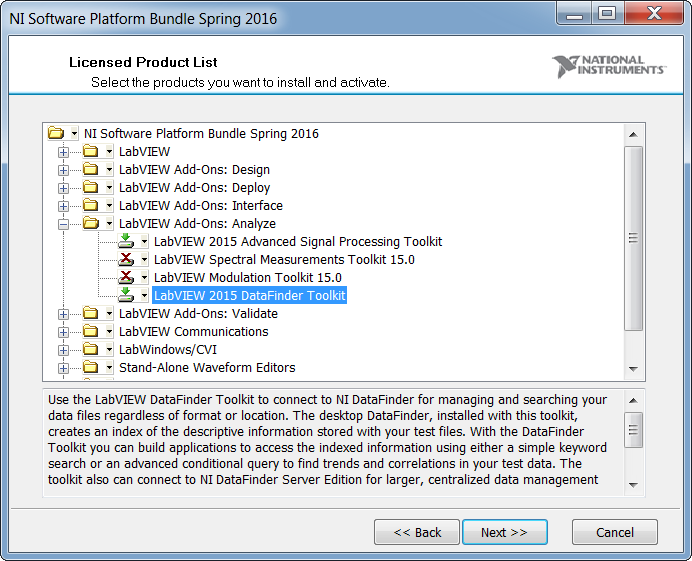 NI Software Platform Bundle Spring 2016
Licensed Product List
Select the products you want to install and activate.
NATIONAL
INSTRUMENTS
NI Software Platform Bundle Spring 2016
LabVIEW
LabVIEW Add-Ons: Design
LabVIEW Add-Ons: Deploy
LabVIEW Add-Ons: Interface
LabVIEW Add-Ons: Analyze
LabVIEW 2015 Advanced Signal Processing Toolkit
LabVIEW Spectral Measurements Toolkit 15.0
LabVIEW Modulation Toolkit 15.0
LabVIEW 2015 DataFinder Toolkit
LabVIEW Add-Ons: Validate
LabVIEW Communications
LabWindows/CVI
Stand-Alone Waveform Editors
Use the LabVIEW DataFinder Toolkit to connect to NI DataFinder for managing and searching your
data files regardless of format or location. The desktop DataFinder, installed with this toolkit,
creates an index of the descriptive information stored with your test files. With the DataFinder
Toolkit you can build applications to access the indexed information using either a simple keyword
search or an advanced conditional query to find trends and correlations in your test data. The
toolkit also can connect to NI DataFinder Server Edition for larger, centralized data management
<< Back
Next >>
Cancel